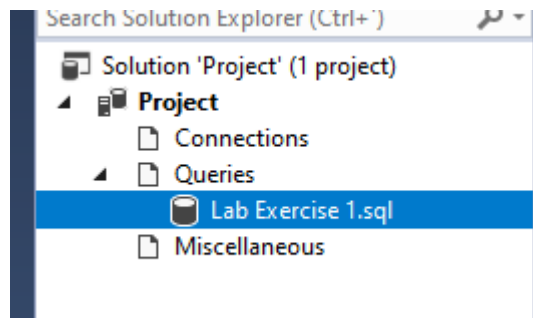 Search Solution Explorer (Ctrl+')
Solution 'Project' (1 project)
Project
Connections
Queries
Lab Exercise 1.sql
Miscellaneous